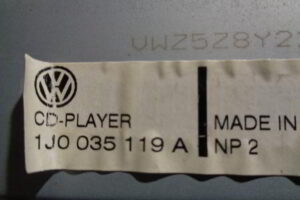 VWZ5Z8Y2
CD-PLAYER
1J0 035 119 A
MADE IN
NP 2